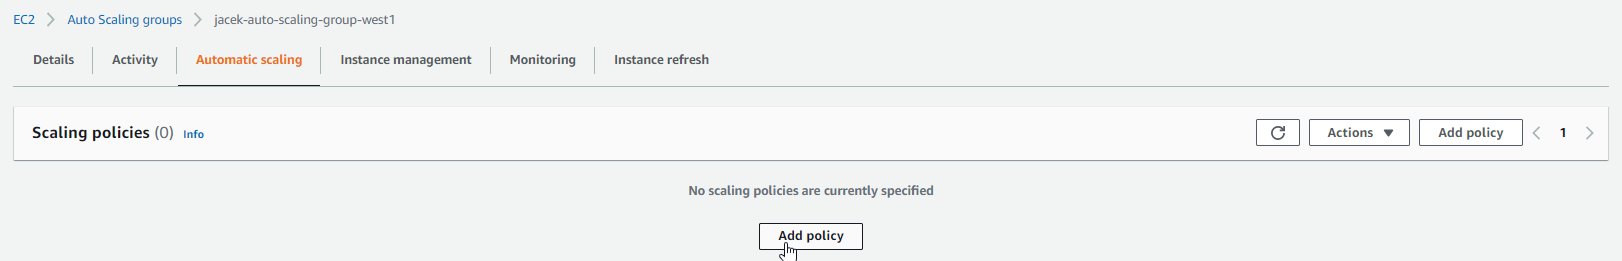 EC2 > Auto Scaling groups > jacek-auto-scaling-group-west1
Details Activity Automatic scaling Instance management Monitoring Instance refresh
Scaling policies (0) Info Actions Add policy 1
No scaling policies are currently specified
Add policy